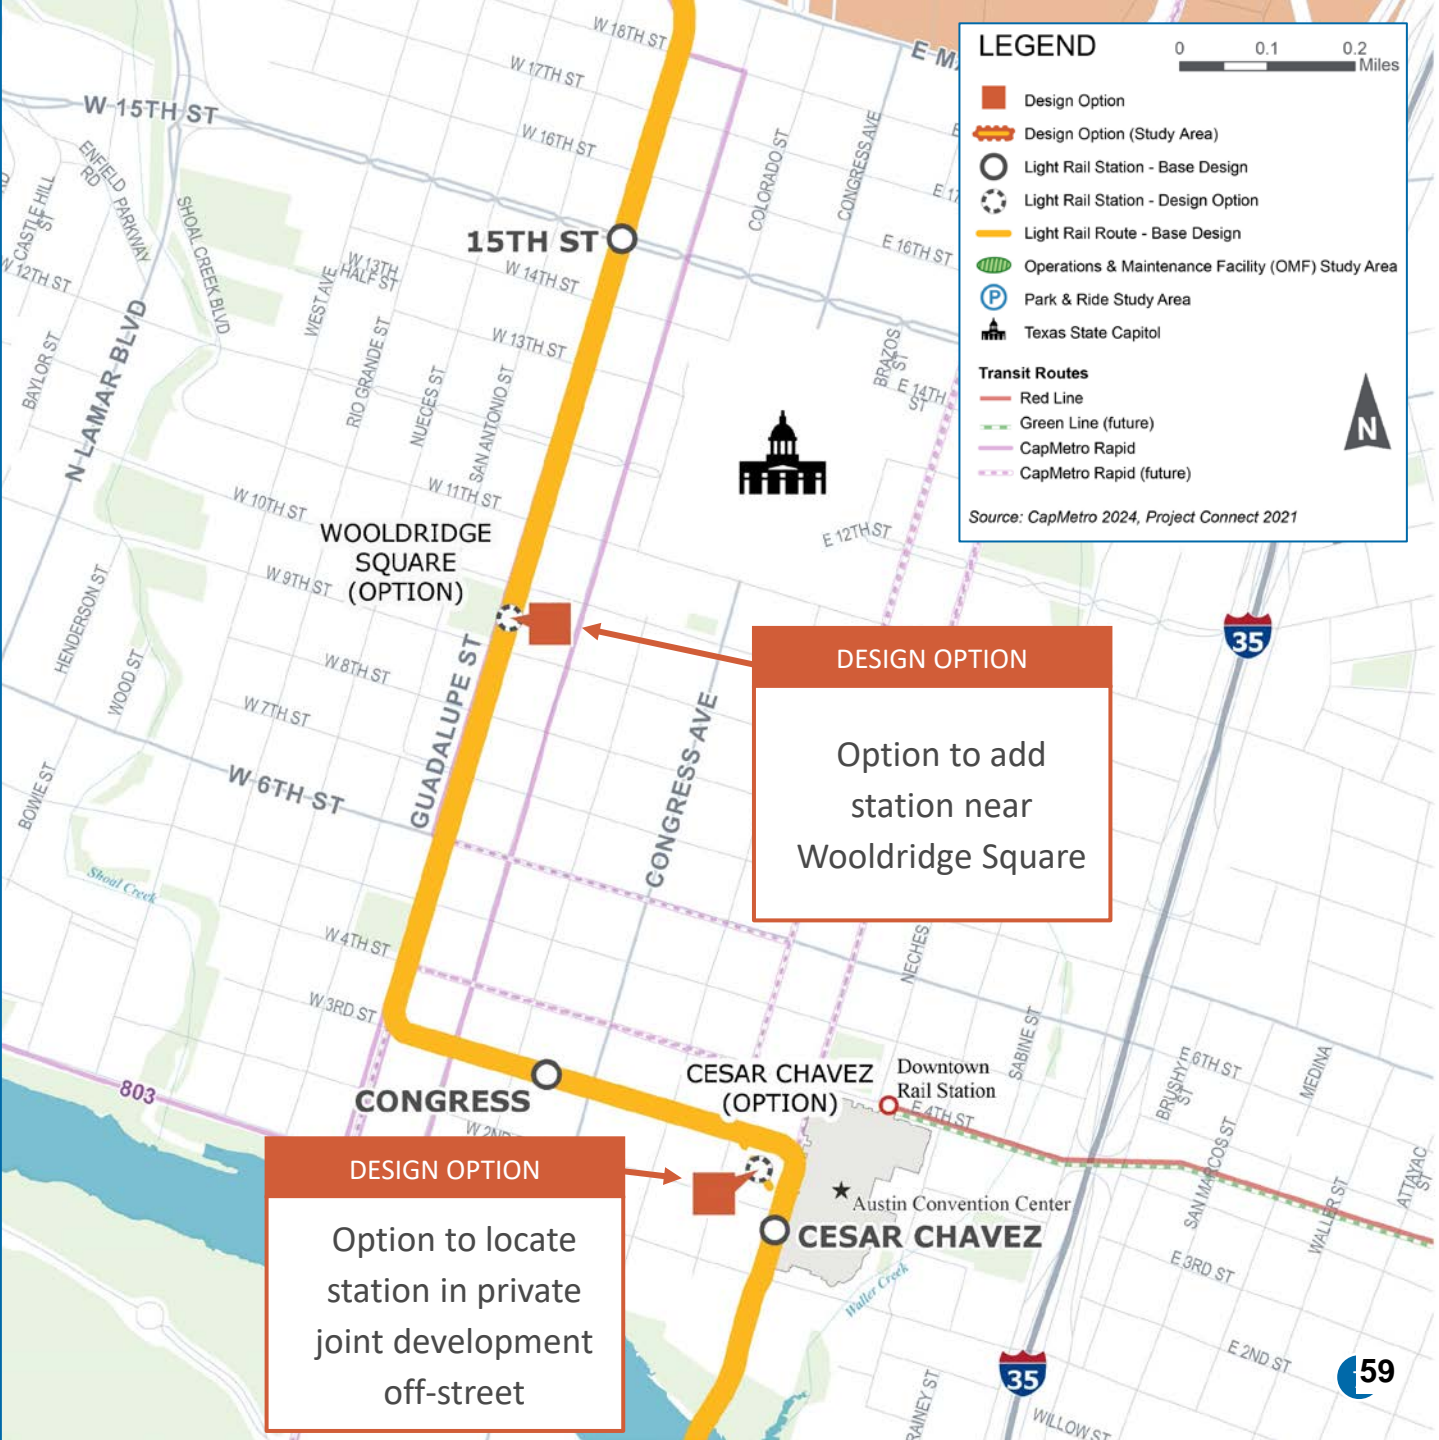 LEGEND
0 0.1 0.2
Miles
Design Option
Design Option (Study Area)
Light Rail Station - Base Design
Light Rail Station - Design Option
Light Rail Route - Base Design
Operations & Maintenance Facility (OMF) Study Area
P
Park & Ride Study Area
Texas State Capitol
Transit Routes
Red Line
Green Line (future)
CapMetro Rapid
CapMetro Rapid (future)
N
Source: CapMetro 2024, Project Connect 2021
W 18TH ST
W 17TH ST
W 15TH ST
W 16TH ST
ENFIELD
RD
PARKWAY
CASTLE HILL
ST
SHOAL CREEK BLVD
W 12TH ST
COLORADO ST
CONGRESS AVE
E 16TH ST
15TH ST
W 14TH ST
W 13TH
HALF ST
WEST AVE
W 13TH ST
N LAMAR BLVD
BAYLOR ST
RIO GRANDE ST
NUECES ST
SAN ANTONIO ST
BRAZOS
ST
E 14TH
ST
W 11TH ST
W 10TH ST
E 12TH ST
WOOLDRIDGE
SQUARE
(OPTION)
W 9TH ST
HENDERSON ST
WOOD ST
W 8TH ST
W 7TH ST
GUADALUPE ST
CONGRESS AVE
35
DESIGN OPTION
Option to add
station near
Wooldridge Square
W 6TH ST
BOWIE ST
Shoal Creek
W 4TH ST
W 3RD ST
NECHES
SABINE ST
803
CONGRESS
CESAR CHAVEZ
(OPTION)
Downtown
Rail Station
E 4TH ST
E 6TH ST
BRUSHY
ST
MEDINA
SAN MARCOS ST
WALLER ST
ATTAYAC
ST
DESIGN OPTION
Option to locate
station in private
joint development
off-street
Austin Convention Center
CESAR CHAVEZ
Waller Creek
E 3RD ST
E 2ND ST
35
RAINEY ST
WILLOW ST
59